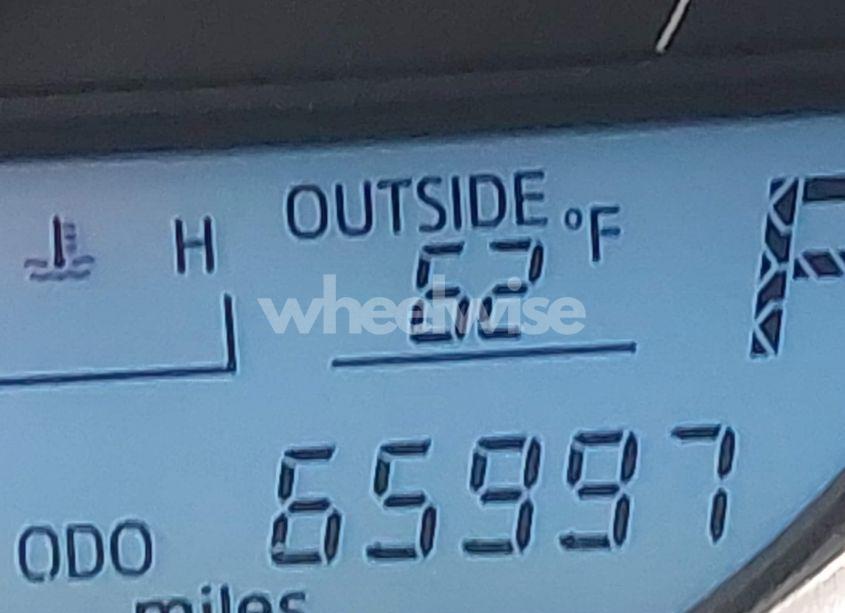 OUTSIDE °F
H
62
wheelwise
65997
ODO
miles
P